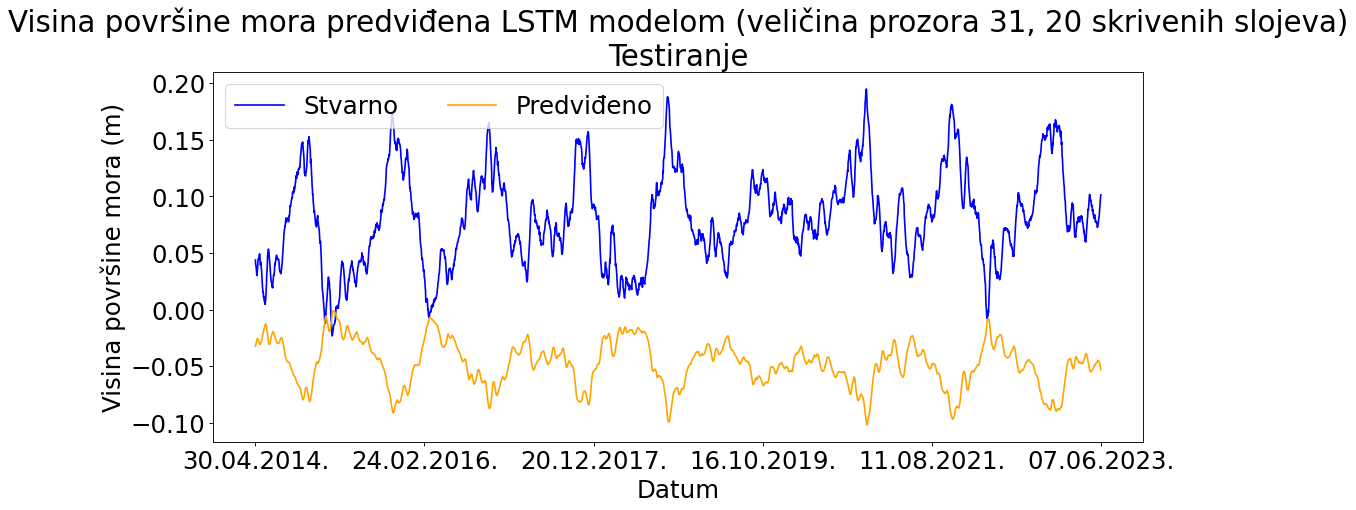 Visina površine mora predviđena LSTM modelom (veličina prozora 31, 20 skrivenih slojeva)
Testiranje
Stvarno Predviđeno
Visina površine mora (m)
0.20
0.15
0.10
0.05
0.00
−0.05
−0.10
30.04.2014. 24.02.2016. 20.12.2017. 16.10.2019. 11.08.2021. 07.06.2023.
Datum